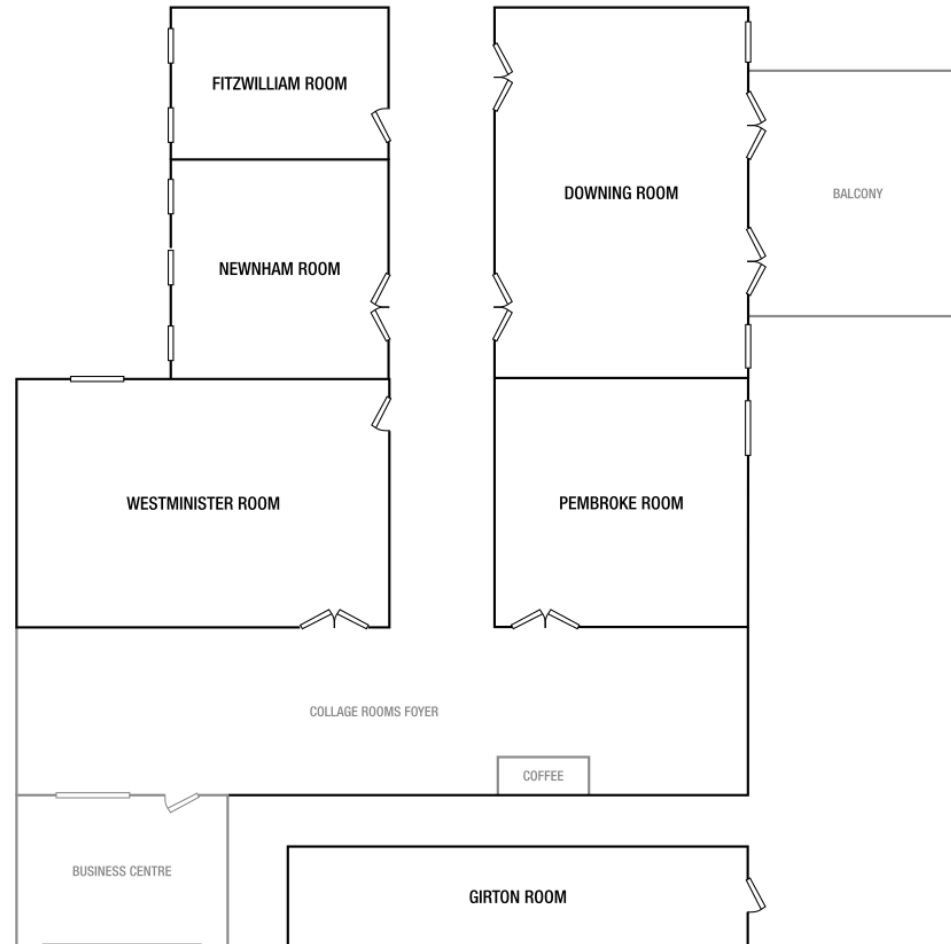 FITZWILLIAM ROOM
DOWNING ROOM
BALCONY
NEWNHAM ROOM
WESTMINISTER ROOM
PEMBROKE ROOM
COLLAGE ROOMS FOYER
COFFEE
BUSINESS CENTRE
GIRTON ROOM